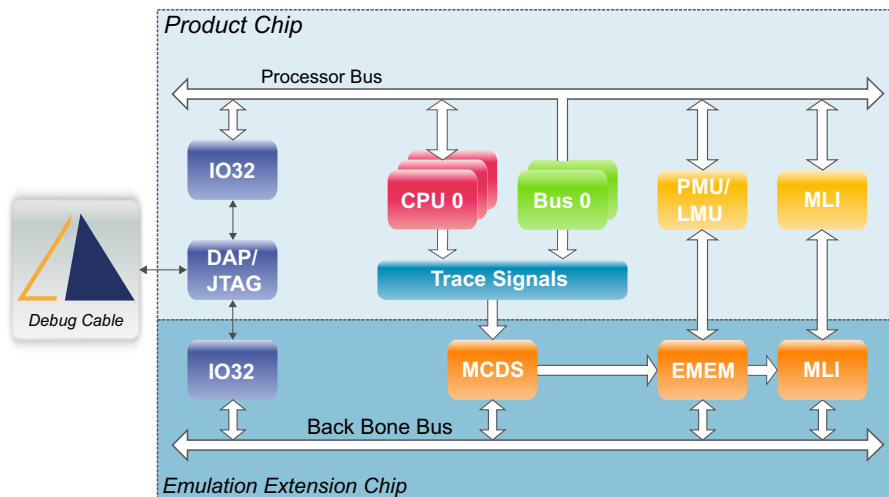 Product Chip
Processor Bus
IO32
CPU 0
Bus 0
PMU/
LMU
MLI
DAP/
JTAG
Trace Signals
Debug Cable
IO32
MCDS
EMEM
MLI
Back Bone Bus
Emulation Extension Chip